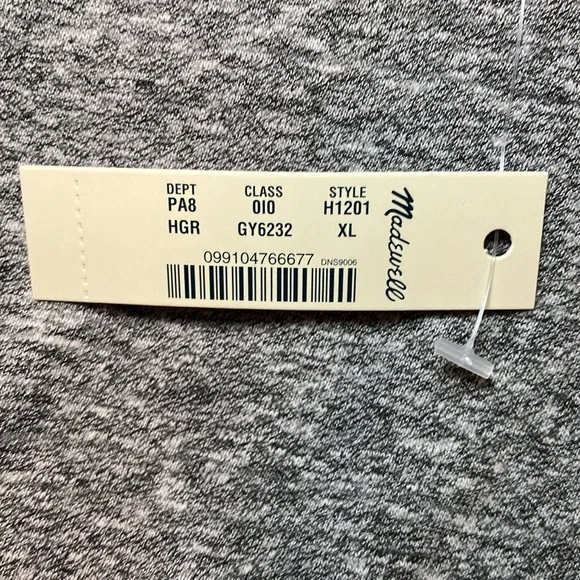 DEPT CLASS STYLE
PA8 010 H1201
HGR GY6232 XL
099104766677 DNS9006
Madewell